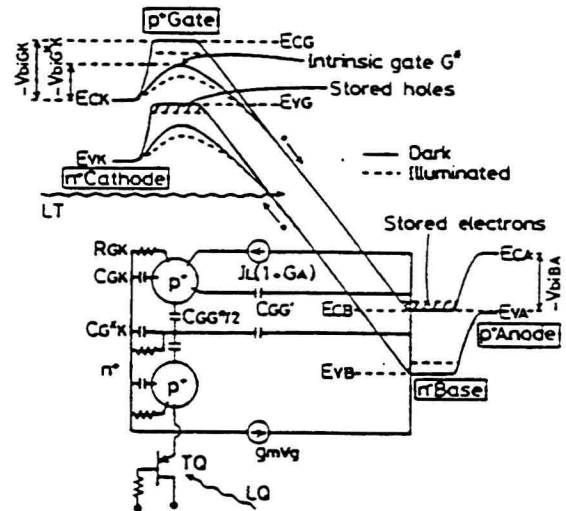 p⁺Gate
ECG
-VbiGK
-VbiG*K
Intrinsic gate G*
ECK
Stored holes
EVG
EVK
Dark
Illuminated
n⁺Cathode
LT
Stored electrons
RGK
p⁺
JL(1+GA)
ECA
CGK
-VbiBA
CGG*/2
CGG'
ECB
EVA
CG*K
p⁺Anode
n⁺
p⁺
EVB
n⁻Base
gmVg
TQ
LQ